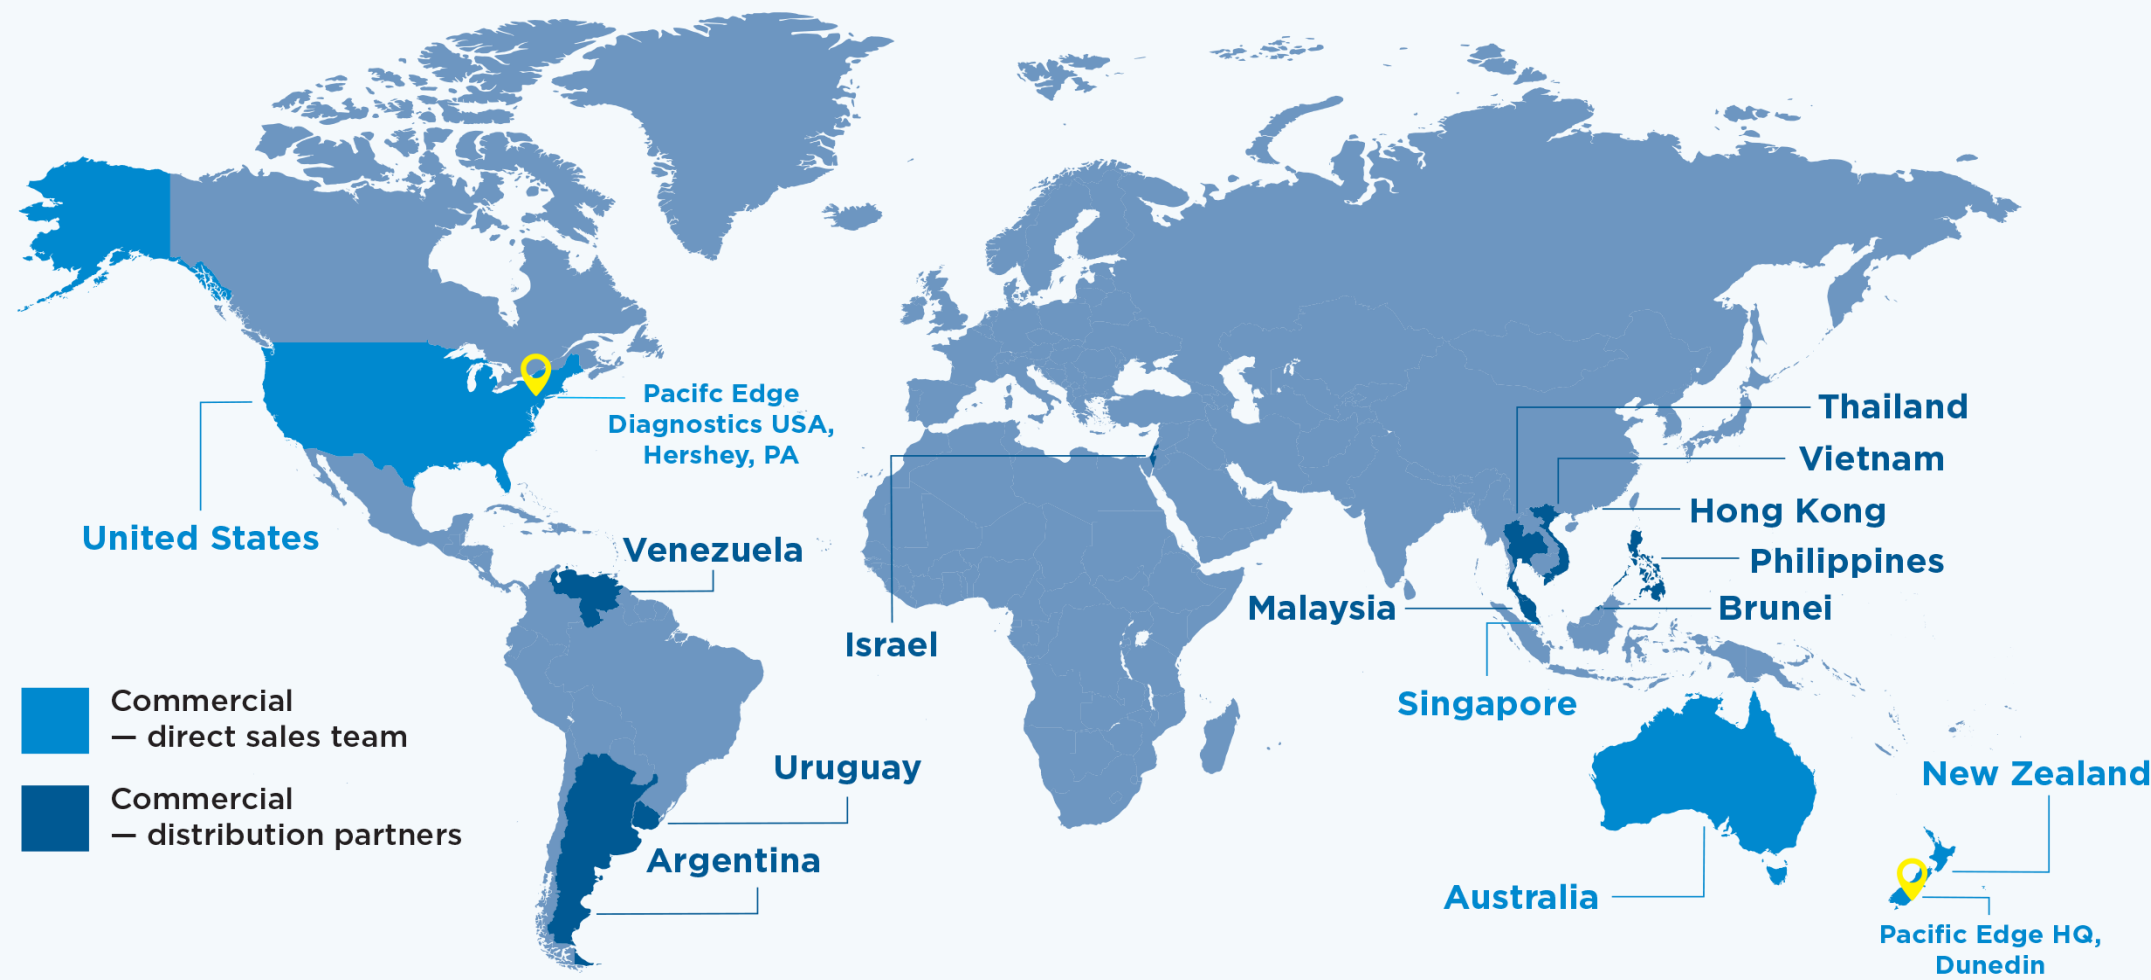 Thailand
Pacifc Edge
Diagnostics USA,
Hershey, PA
Vietnam
Hong Kong
United States
Venezuela
Philippines
Malaysia
Brunei
Israel
Singapore
Commercial
— direct sales team
Uruguay
New Zealand
Commercial
— distribution partners
Argentina
Australia
Pacific Edge HQ,
Dunedin